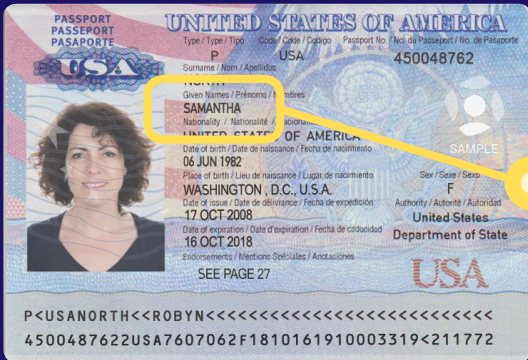 PASSPORT
PASSEPORT
PASAPORTE
USA
UNITED STATES OF AMERICA
Type / Type / Tipo Code / Code / Codigo Passport No. / No. du Passeport / No. de Pasaporte
P USA 450048762
Surname / Nom / Apellidos
NORTH
Given Names / Prénoms / Nombres
SAMANTHA
Nationality / Nationalité / Nacionalidad
UNITED STATES OF AMERICA
Date of birth / Date de naissance / Fecha de nacimiento
06 JUN 1982
Place of birth / Lieu de naissance / Lugar de nacimiento Sex / Sexe / Sexo
WASHINGTON , D.C., U.S.A. F
Date of issue / Date de délivrance / Fecha de expedición Authority / Autorité / Autoridad
17 OCT 2008 United States
Date of expiration / Date d'expiration / Fecha de caducidad Department of State
16 OCT 2018
Endorsements / Mentions Spéciales / Anotaciones
SEE PAGE 27
USA
SAMPLE
P<USANORTH<<ROBYN<<<<<<<<<<<<<<<<<<<<<<<<<<<
4500487622USA7607062F1810161910003319<211772